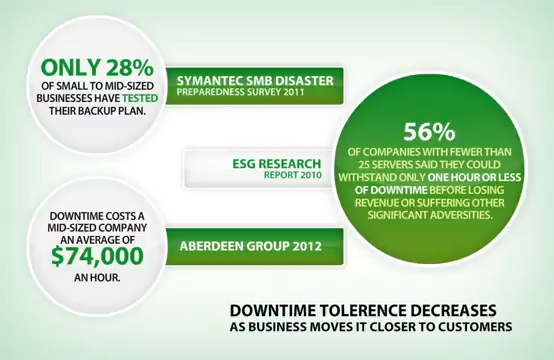 ONLY 28%
OF SMALL TO MID-SIZED
BUSINESSES HAVE TESTED
THEIR BACKUP PLAN.
SYMANTEC SMB DISASTER
PREPAREDNESS SURVEY 2011
56%
OF COMPANIES WITH FEWER THAN
25 SERVERS SAID THEY COULD
WITHSTAND ONLY ONE HOUR OR LESS
OF DOWNTIME BEFORE LOSING
REVENUE OR SUFFERING OTHER
SIGNIFICANT ADVERSITIES.
ESG RESEARCH
REPORT 2010
DOWNTIME COSTS A
MID-SIZED COMPANY
AN AVERAGE OF
$74,000
AN HOUR.
ABERDEEN GROUP 2012
DOWNTIME TOLERENCE DECREASES
AS BUSINESS MOVES IT CLOSER TO CUSTOMERS